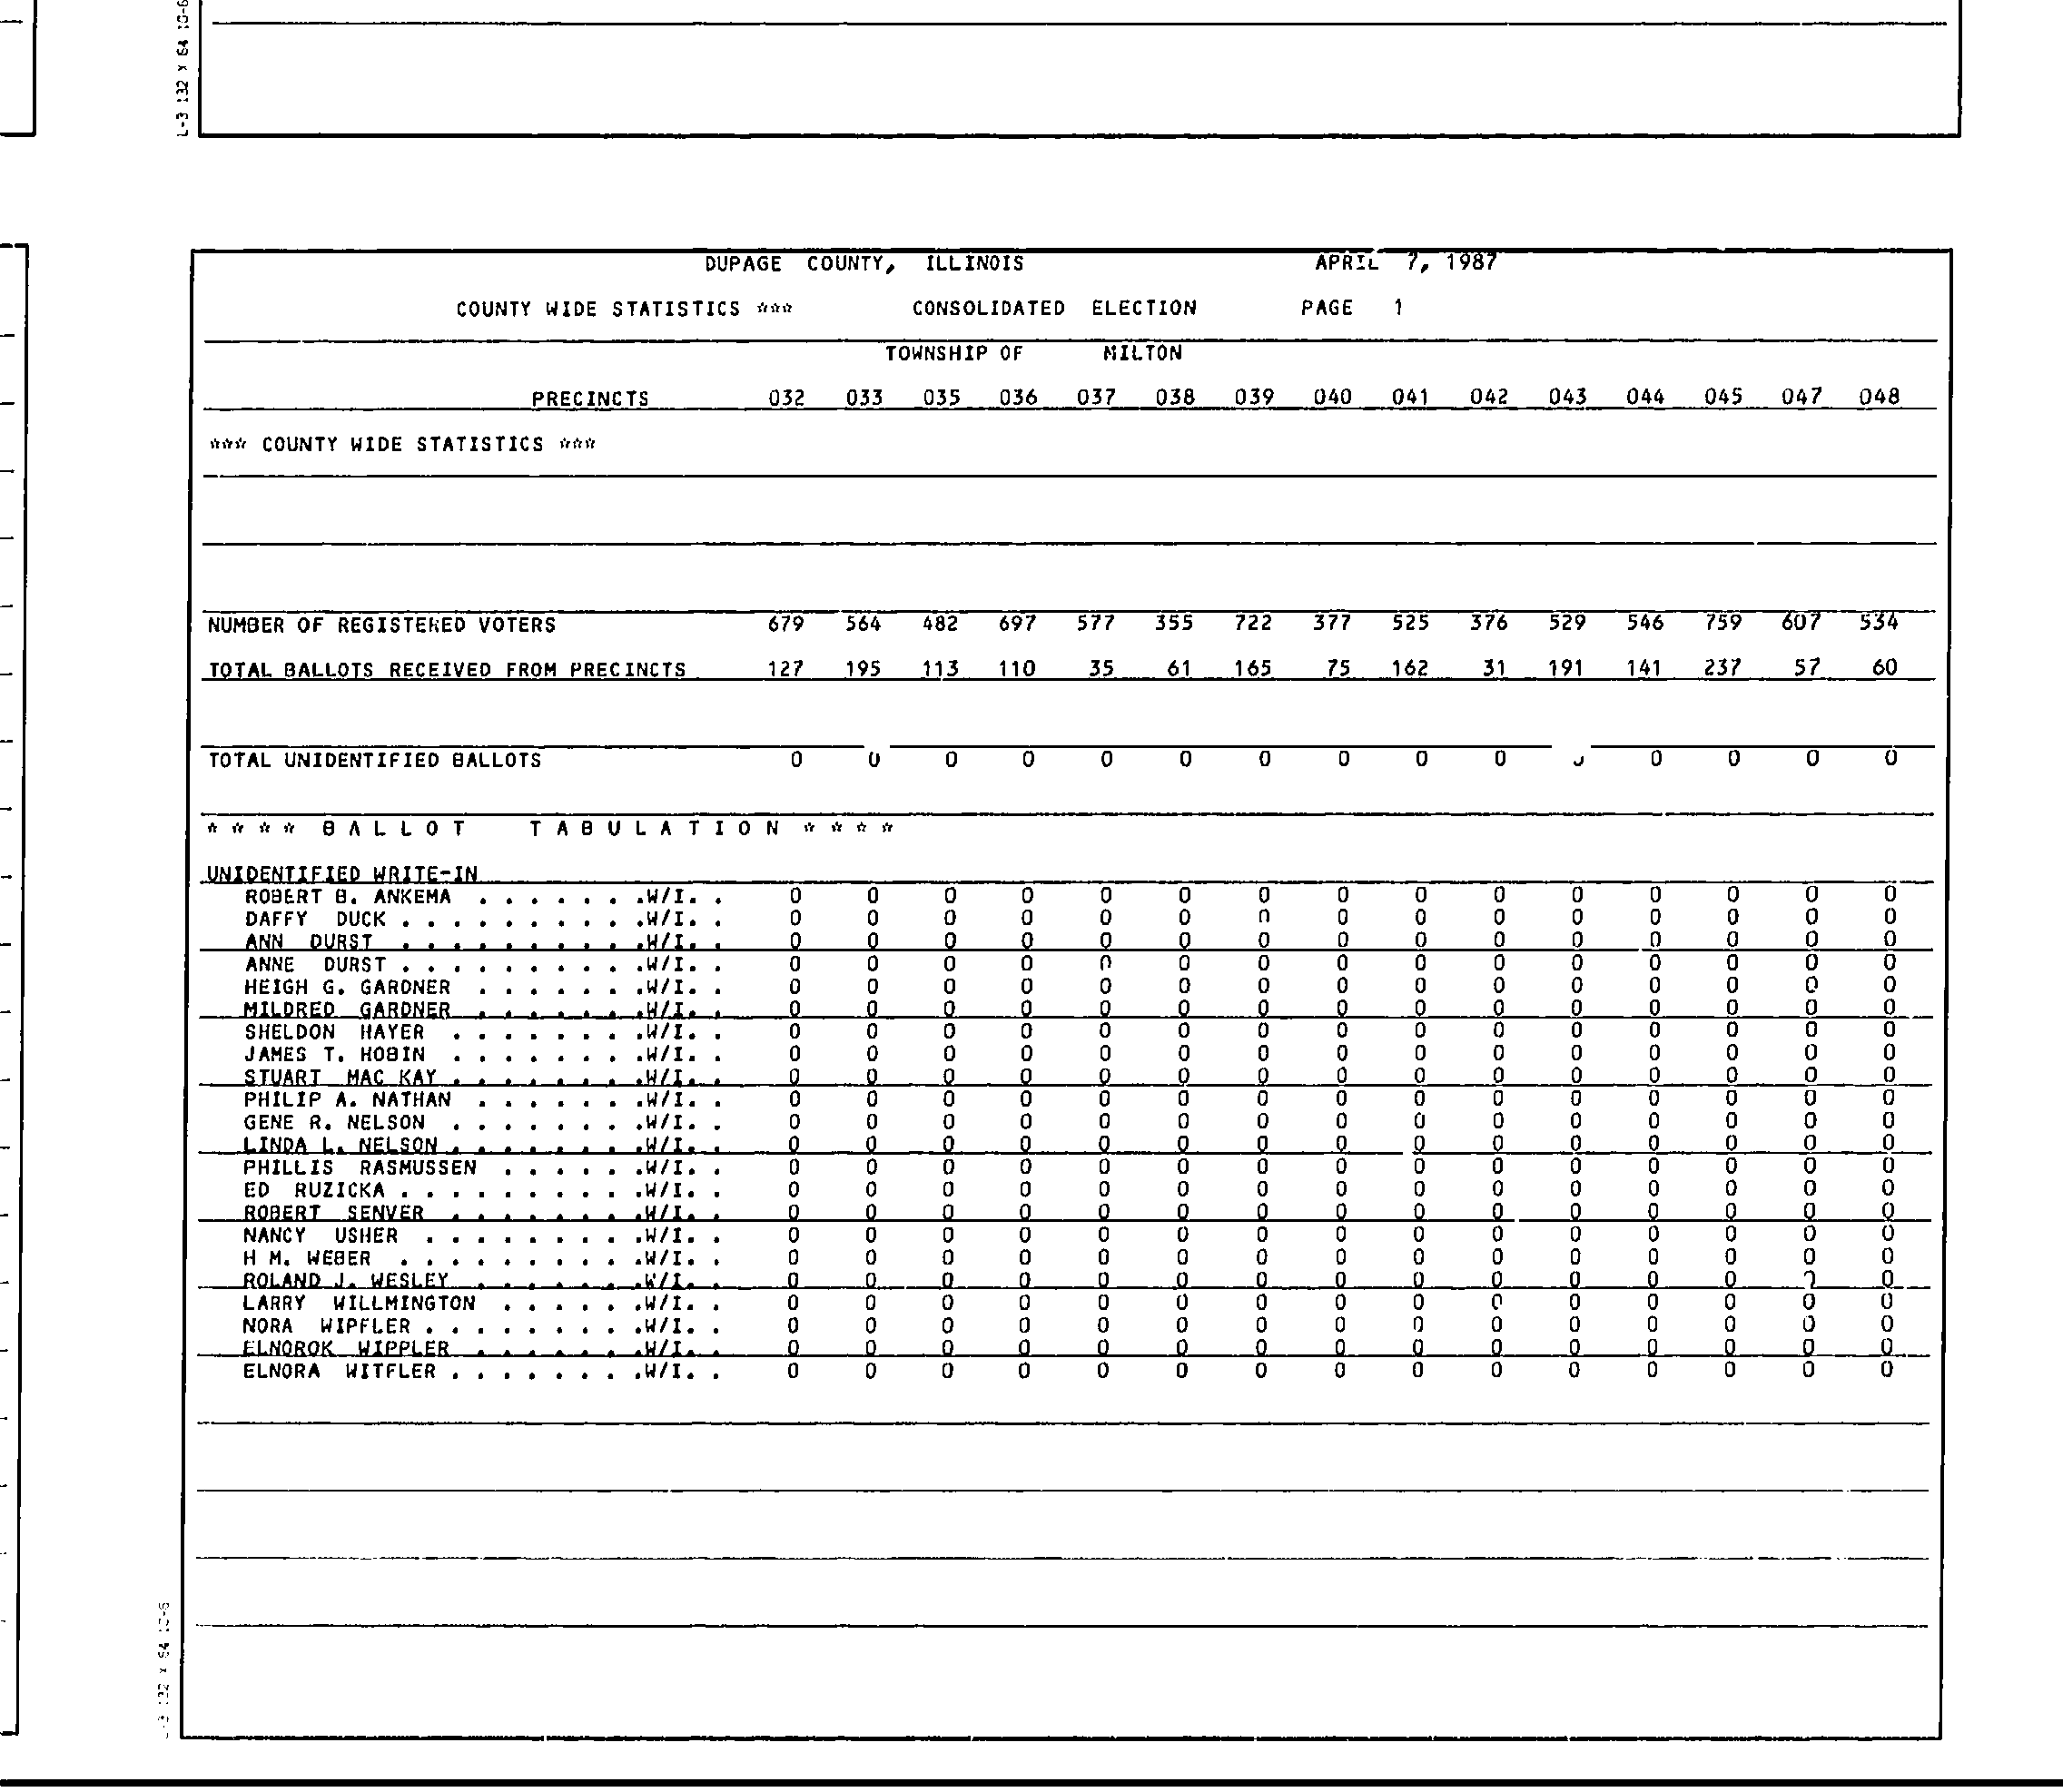 L-3 132 X 64 10-6
DUPAGE COUNTY, ILLINOIS APRIL 7, 1987
COUNTY WIDE STATISTICS *** CONSOLIDATED ELECTION PAGE 1
TOWNSHIP OF MILTON
PRECINCTS 032 033 035 036 037 038 039 040 041 042 043 044 045 047 048
*** COUNTY WIDE STATISTICS ***
NUMBER OF REGISTERED VOTERS 679 564 482 697 577 355 722 377 525 376 529 546 759 607 534
TOTAL BALLOTS RECEIVED FROM PRECINCTS 127 195 113 110 35 61 165 75 162 31 191 141 237 57 60
TOTAL UNIDENTIFIED BALLOTS 0 0 0 0 0 0 0 0 0 0 0 0 0 0 0
* * * * B A L L O T T A B U L A T I O N * * * *
UNIDENTIFIED WRITE-IN
ROBERT B. ANKEMA . . . . . . .W/I. . 0 0 0 0 0 0 0 0 0 0 0 0 0 0 0
DAFFY DUCK . . . . . . . . . .W/I. . 0 0 0 0 0 0 0 0 0 0 0 0 0 0 0
ANN DURST . . . . . . . . . .W/I. . 0 0 0 0 0 0 0 0 0 0 0 0 0 0 0
ANNE DURST . . . . . . . . . .W/I. . 0 0 0 0 0 0 0 0 0 0 0 0 0 0 0
HEIGH G. GARDNER . . . . . . .W/I. . 0 0 0 0 0 0 0 0 0 0 0 0 0 0 0
MILDRED GARDNER . . . . . . .W/I. . 0 0 0 0 0 0 0 0 0 0 0 0 0 0 0
SHELDON HAYER . . . . . . . .W/I. . 0 0 0 0 0 0 0 0 0 0 0 0 0 0 0
JAMES T. HOBIN . . . . . . . .W/I. . 0 0 0 0 0 0 0 0 0 0 0 0 0 0 0
STUART MAC KAY . . . . . . . .W/I. . 0 0 0 0 0 0 0 0 0 0 0 0 0 0 0
PHILIP A. NATHAN . . . . . . .W/I. . 0 0 0 0 0 0 0 0 0 0 0 0 0 0 0
GENE R. NELSON . . . . . . . .W/I. . 0 0 0 0 0 0 0 0 0 0 0 0 0 0 0
LINDA L. NELSON . . . . . . . .W/I. . 0 0 0 0 0 0 0 0 0 0 0 0 0 0 0
PHILLIS RASMUSSEN . . . . . .W/I. . 0 0 0 0 0 0 0 0 0 0 0 0 0 0 0
ED RUZICKA . . . . . . . . . .W/I. . 0 0 0 0 0 0 0 0 0 0 0 0 0 0 0
ROBERT SENVER . . . . . . . .W/I. . 0 0 0 0 0 0 0 0 0 0 0 0 0 0 0
NANCY USHER . . . . . . . . .W/I. . 0 0 0 0 0 0 0 0 0 0 0 0 0 0 0
H M. WEBER . . . . . . . . . .W/I. . 0 0 0 0 0 0 0 0 0 0 0 0 0 0 0
ROLAND J. WESLEY . . . . . . .W/I. . 0 0 0 0 0 0 0 0 0 0 0 0 0 0 0
LARRY WILLMINGTON . . . . . .W/I. . 0 0 0 0 0 0 0 0 0 0 0 0 0 0 0
NORA WIPFLER . . . . . . . . .W/I. . 0 0 0 0 0 0 0 0 0 0 0 0 0 0 0
ELNOROK WIPPLER . . . . . . .W/I. . 0 0 0 0 0 0 0 0 0 0 0 0 0 0 0
ELNORA WITFLER . . . . . . . .W/I. . 0 0 0 0 0 0 0 0 0 0 0 0 0 0 0
L-3 132 X 64 10-6